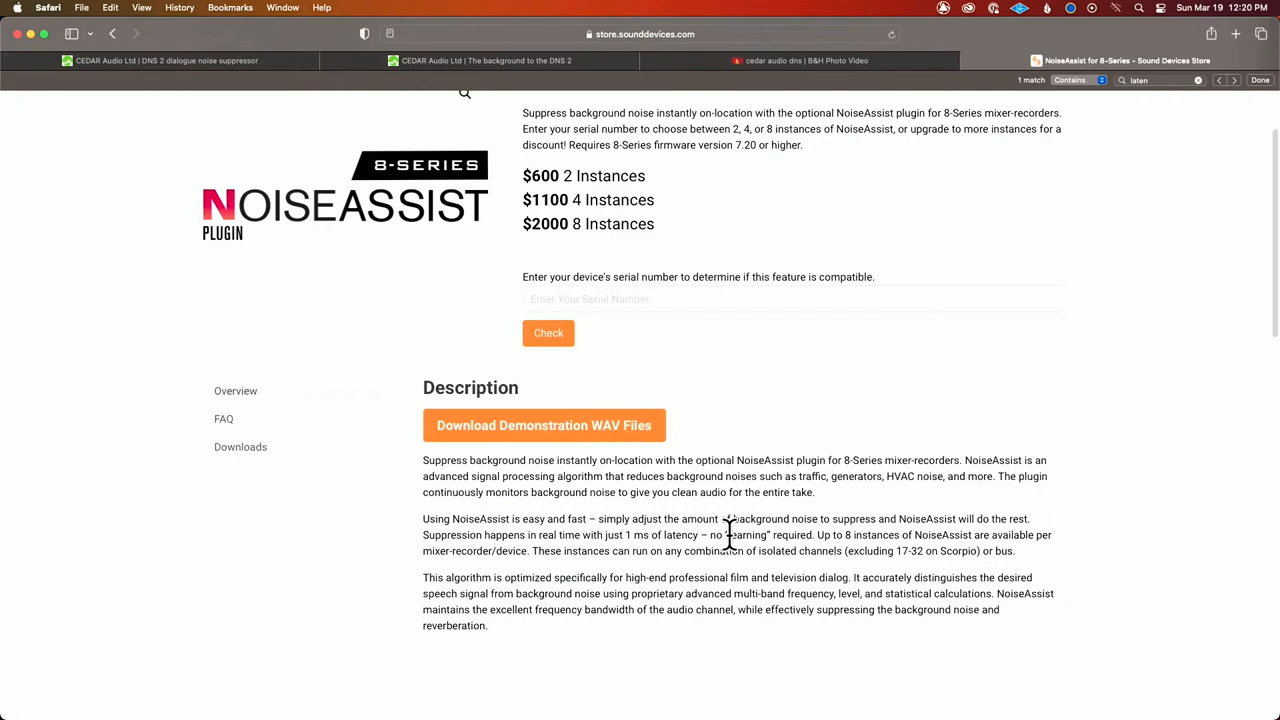 Safari File Edit View History Bookmarks Window Help Sun Mar 19 12:20 PM
store.sounddevices.com
CEDAR Audio Ltd | DNS 2 dialogue noise suppressor
CEDAR Audio Ltd | The background to the DNS 2
cedar audio dns | B&H Photo Video
NoiseAssist for 8-Series - Sound Devices Store
1 match Contains laten Done
Suppress background noise instantly on-location with the optional NoiseAssist plugin for 8-Series mixer-recorders.
Enter your serial number to choose between 2, 4, or 8 instances of NoiseAssist, or upgrade to more instances for a
discount! Requires 8-Series firmware version 7.20 or higher.
8-SERIES
NOISEASSIST
PLUGIN
$600 2 Instances
$1100 4 Instances
$2000 8 Instances
Enter your device's serial number to determine if this feature is compatible.
Enter Your Serial Number
Check
Overview
FAQ
Downloads
Description
Download Demonstration WAV Files
Suppress background noise instantly on-location with the optional NoiseAssist plugin for 8-Series mixer-recorders. NoiseAssist is an
advanced signal processing algorithm that reduces background noises such as traffic, generators, HVAC noise, and more. The plugin
continuously monitors background noise to give you clean audio for the entire take.
Using NoiseAssist is easy and fast – simply adjust the amount background noise to suppress and NoiseAssist will do the rest.
Suppression happens in real time with just 1 ms of latency – no "learning" required. Up to 8 instances of NoiseAssist are available per
mixer-recorder/device. These instances can run on any combination of isolated channels (excluding 17-32 on Scorpio) or bus.
This algorithm is optimized specifically for high-end professional film and television dialog. It accurately distinguishes the desired
speech signal from background noise using proprietary advanced multi-band frequency, level, and statistical calculations. NoiseAssist
maintains the excellent frequency bandwidth of the audio channel, while effectively suppressing the background noise and
reverberation.